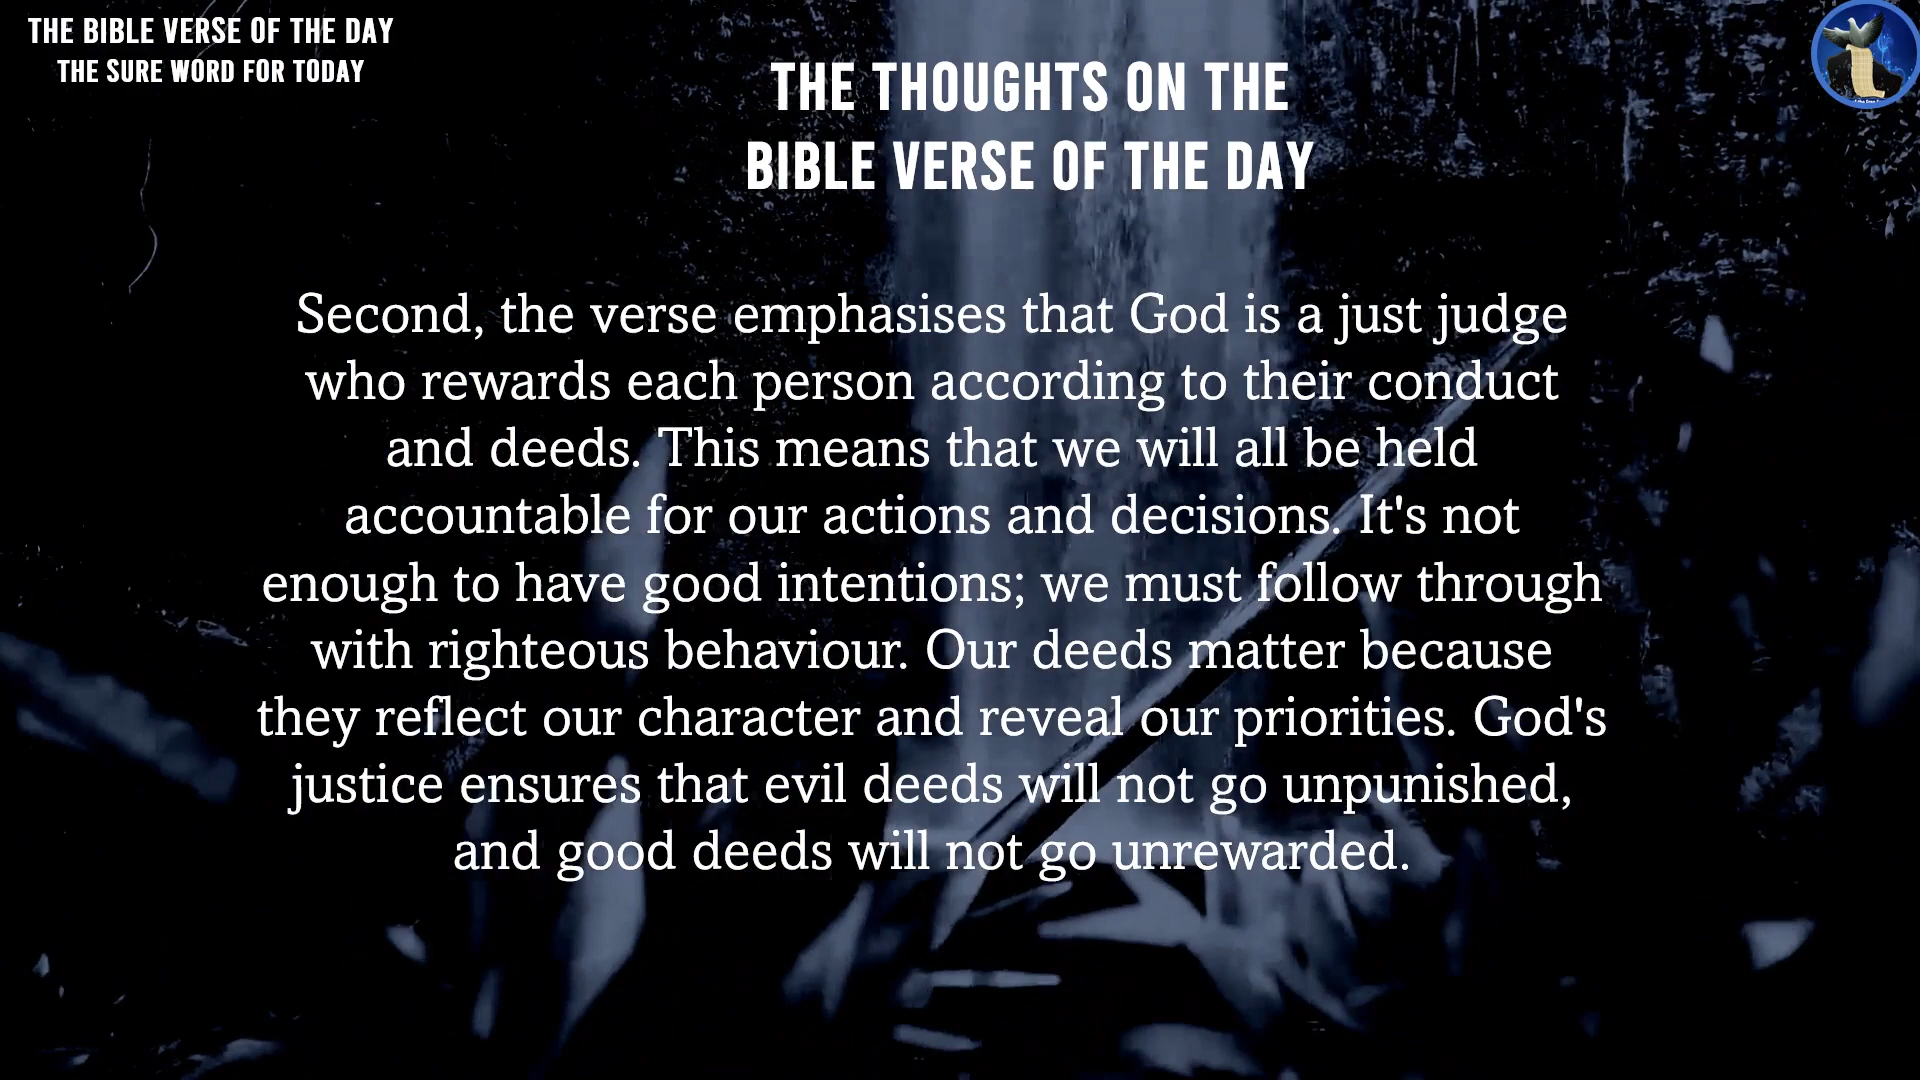 THE BIBLE VERSE OF THE DAY
THE SURE WORD FOR TODAY
THE THOUGHTS ON THE
BIBLE VERSE OF THE DAY
Second, the verse emphasises that God is a just judge
who rewards each person according to their conduct
and deeds. This means that we will all be held
accountable for our actions and decisions. It's not
enough to have good intentions; we must follow through
with righteous behaviour. Our deeds matter because
they reflect our character and reveal our priorities. God's
justice ensures that evil deeds will not go unpunished,
and good deeds will not go unrewarded.